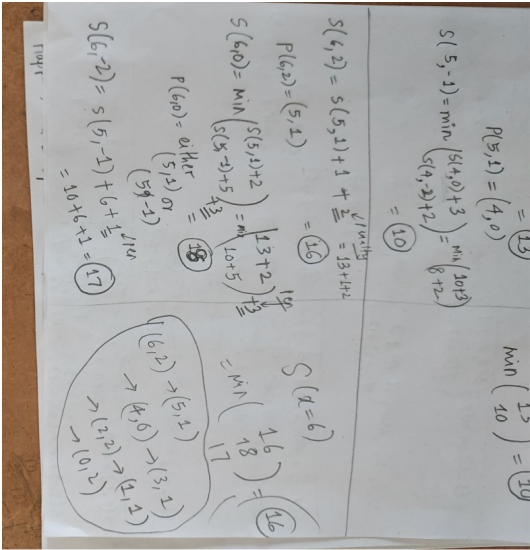 = (13)
P(5,1) = (4,0)
S(5,-1) = min ( S(4,0)+3
S(4,-2)+2 ) = min ( 10+3
8+2 )
= (10)
min ( 13
10 ) = (10)
S(6,2) = S(5,1)+1+2 = 13+1+2
= (16)
P(6,2) = (5,1)
S(6,0) = min ( S(5,1)+2
S(5,-1)+5 ) +3 = min ( 13+2
10+5 ) +3
= (18)
P(6,0) = either
(5,1) or
(5,-1)
S(6,-2) = S(5,-1)+6+1
= 10+6+1 = (17)
S(x=6)
= min ( 16
18
17 ) = (16)
(6,2) → (5,1)
→ (4,0) → (3,1)
→ (2,2) → (1,1)
→ (0,2)